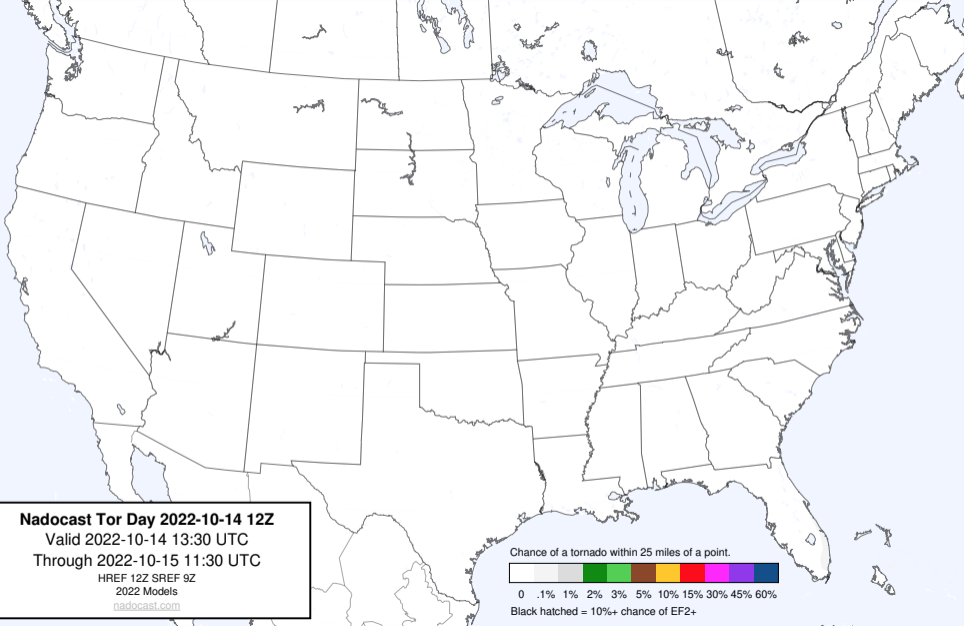 Nadocast Tor Day 2022-10-14 12Z
Valid 2022-10-14 13:30 UTC
Through 2022-10-15 11:30 UTC
HREF 12Z SREF 9Z
2022 Models
nadocast.com
Chance of a tornado within 25 miles of a point.
0 .1% 1% 2% 3% 5% 10% 15% 30% 45% 60%
Black hatched = 10%+ chance of EF2+